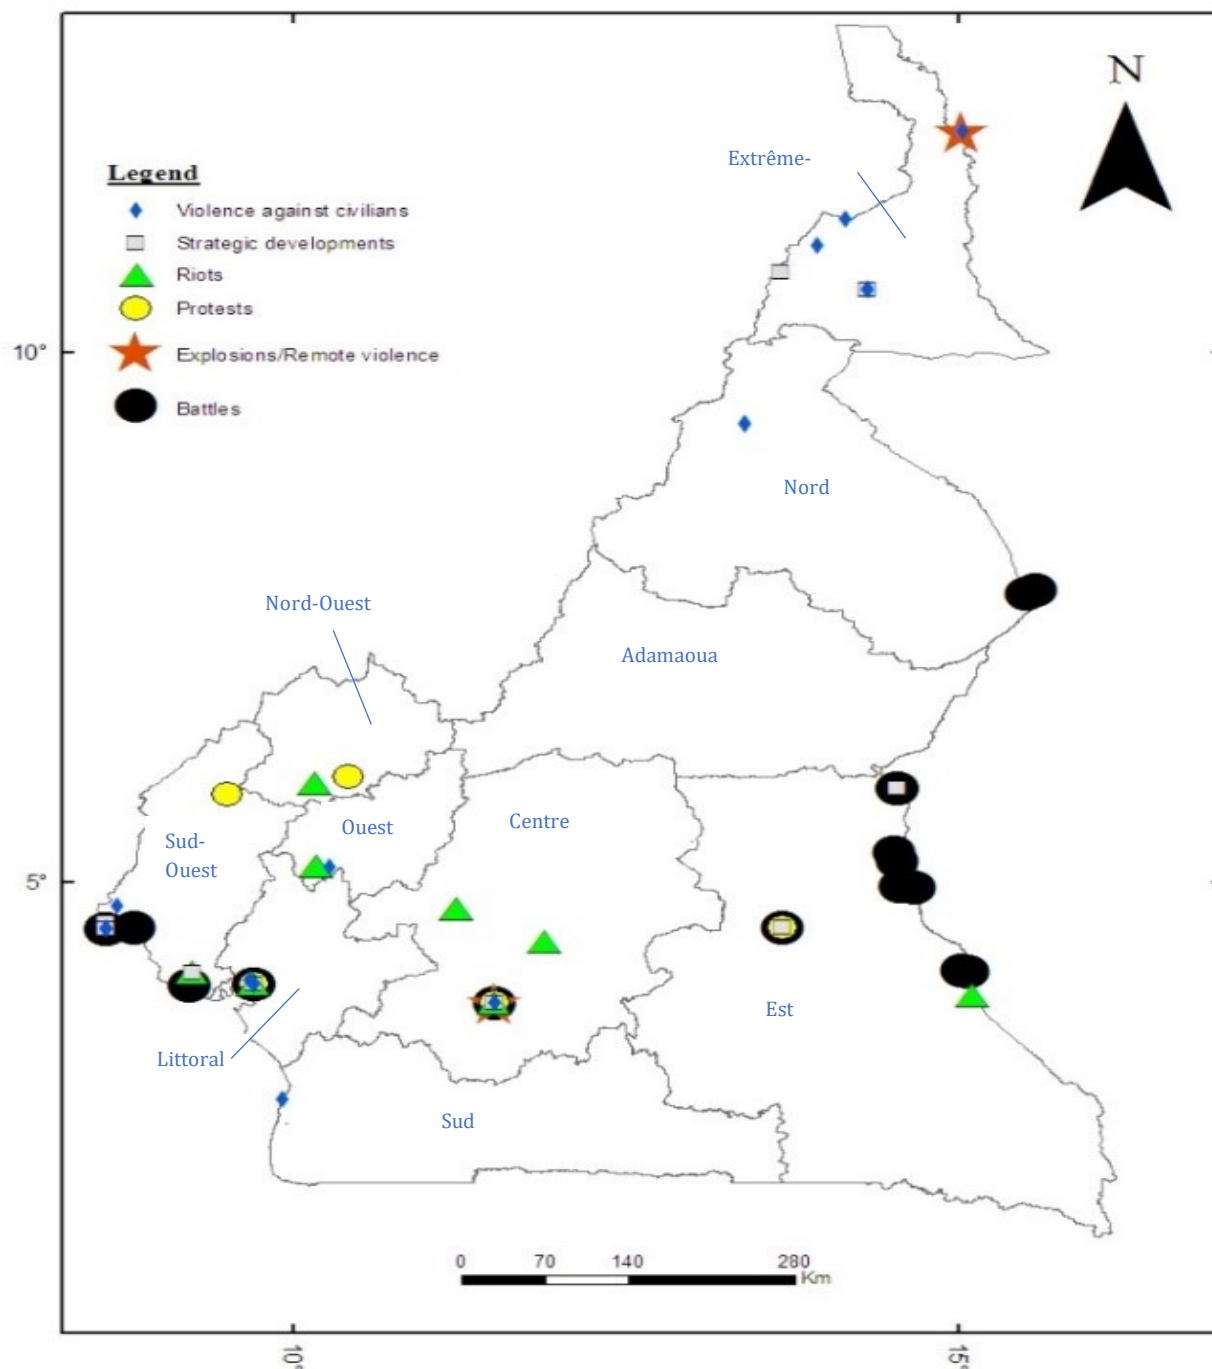 N
Extrême-
Legend
Violence against civilians
Strategic developments
Riots
Protests
Explosions/Remote violence
Battles
10°
Nord
Nord-Ouest
Adamaoua
Ouest
Centre
Sud-
Ouest
5°
Est
Littoral
Sud
0 70 140 280
Km
10°
15°